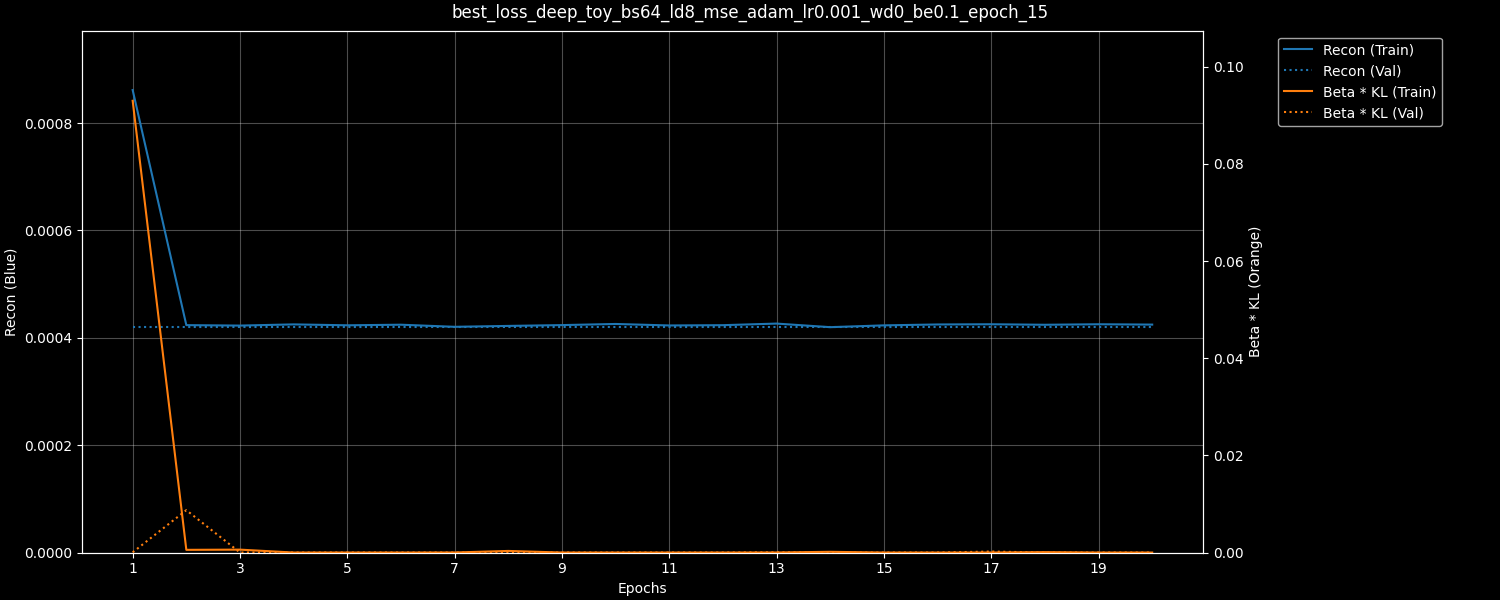 best_loss_deep_toy_bs64_ld8_mse_adam_lr0.001_wd0_be0.1_epoch_15
Recon (Train)
Recon (Val)
Beta * KL (Train)
Beta * KL (Val)
Recon (Blue)
0.0008
0.0006
0.0004
0.0002
0.0000
0.10
0.08
0.06
0.04
0.02
0.00
Beta * KL (Orange)
1 3 5 7 9 11 13 15 17 19
Epochs